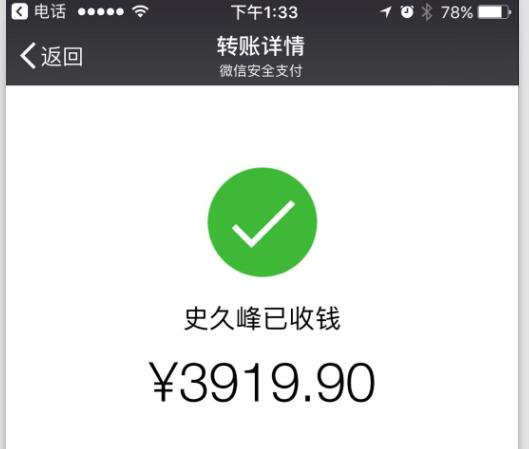 电话 下午1:33 78%
返回 转账详情
微信安全支付
史久峰已收钱
¥3919.90